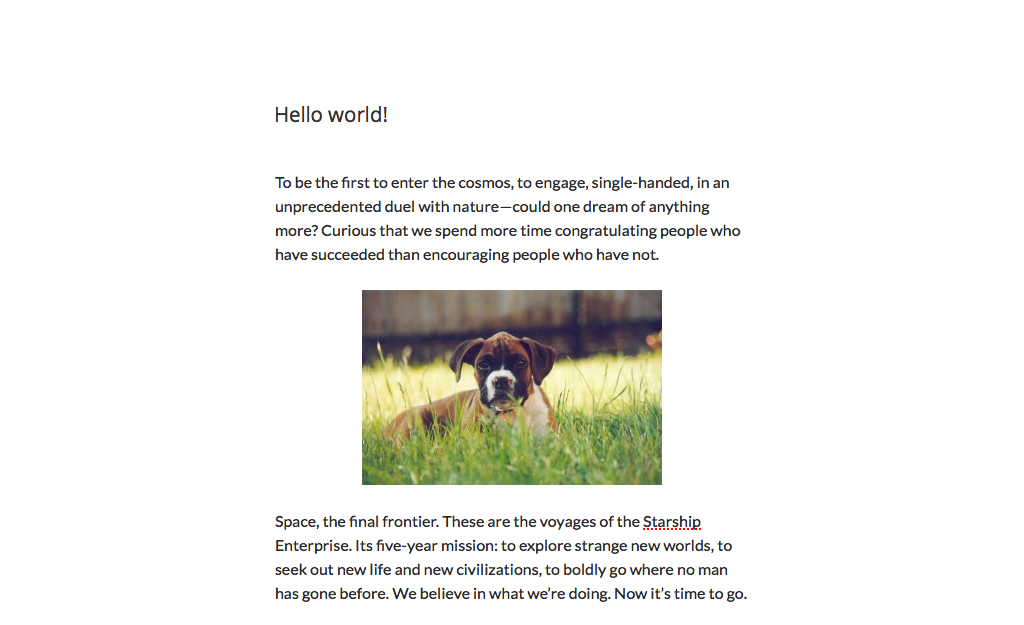 Hello world!
To be the first to enter the cosmos, to engage, single-handed, in an
unprecedented duel with nature—could one dream of anything
more? Curious that we spend more time congratulating people who
have succeeded than encouraging people who have not.
Space, the final frontier. These are the voyages of the Starship
Enterprise. Its five-year mission: to explore strange new worlds, to
seek out new life and new civilizations, to boldly go where no man
has gone before. We believe in what we’re doing. Now it’s time to go.